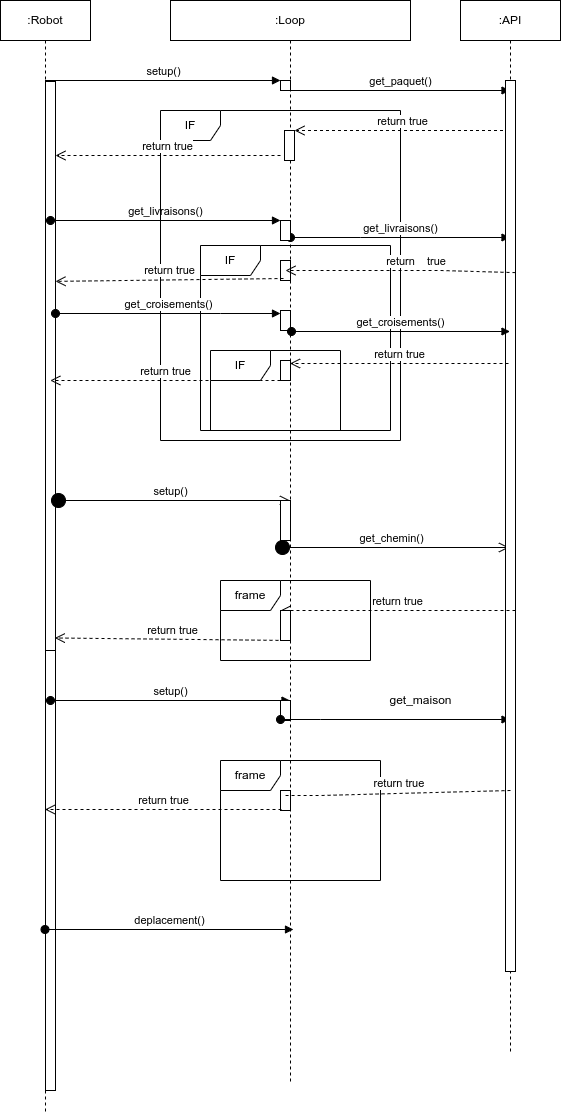 :Robot
:Loop
:API
setup()
get_paquet()
return true
IF
return true
get_livraisons()
get_livraisons()
IF
return true
return true
get_croisements()
get_croisements()
return true
IF
return true
setup()
get_chemin()
frame
return true
return true
setup()
get_maison
frame
return true
return true
deplacement()